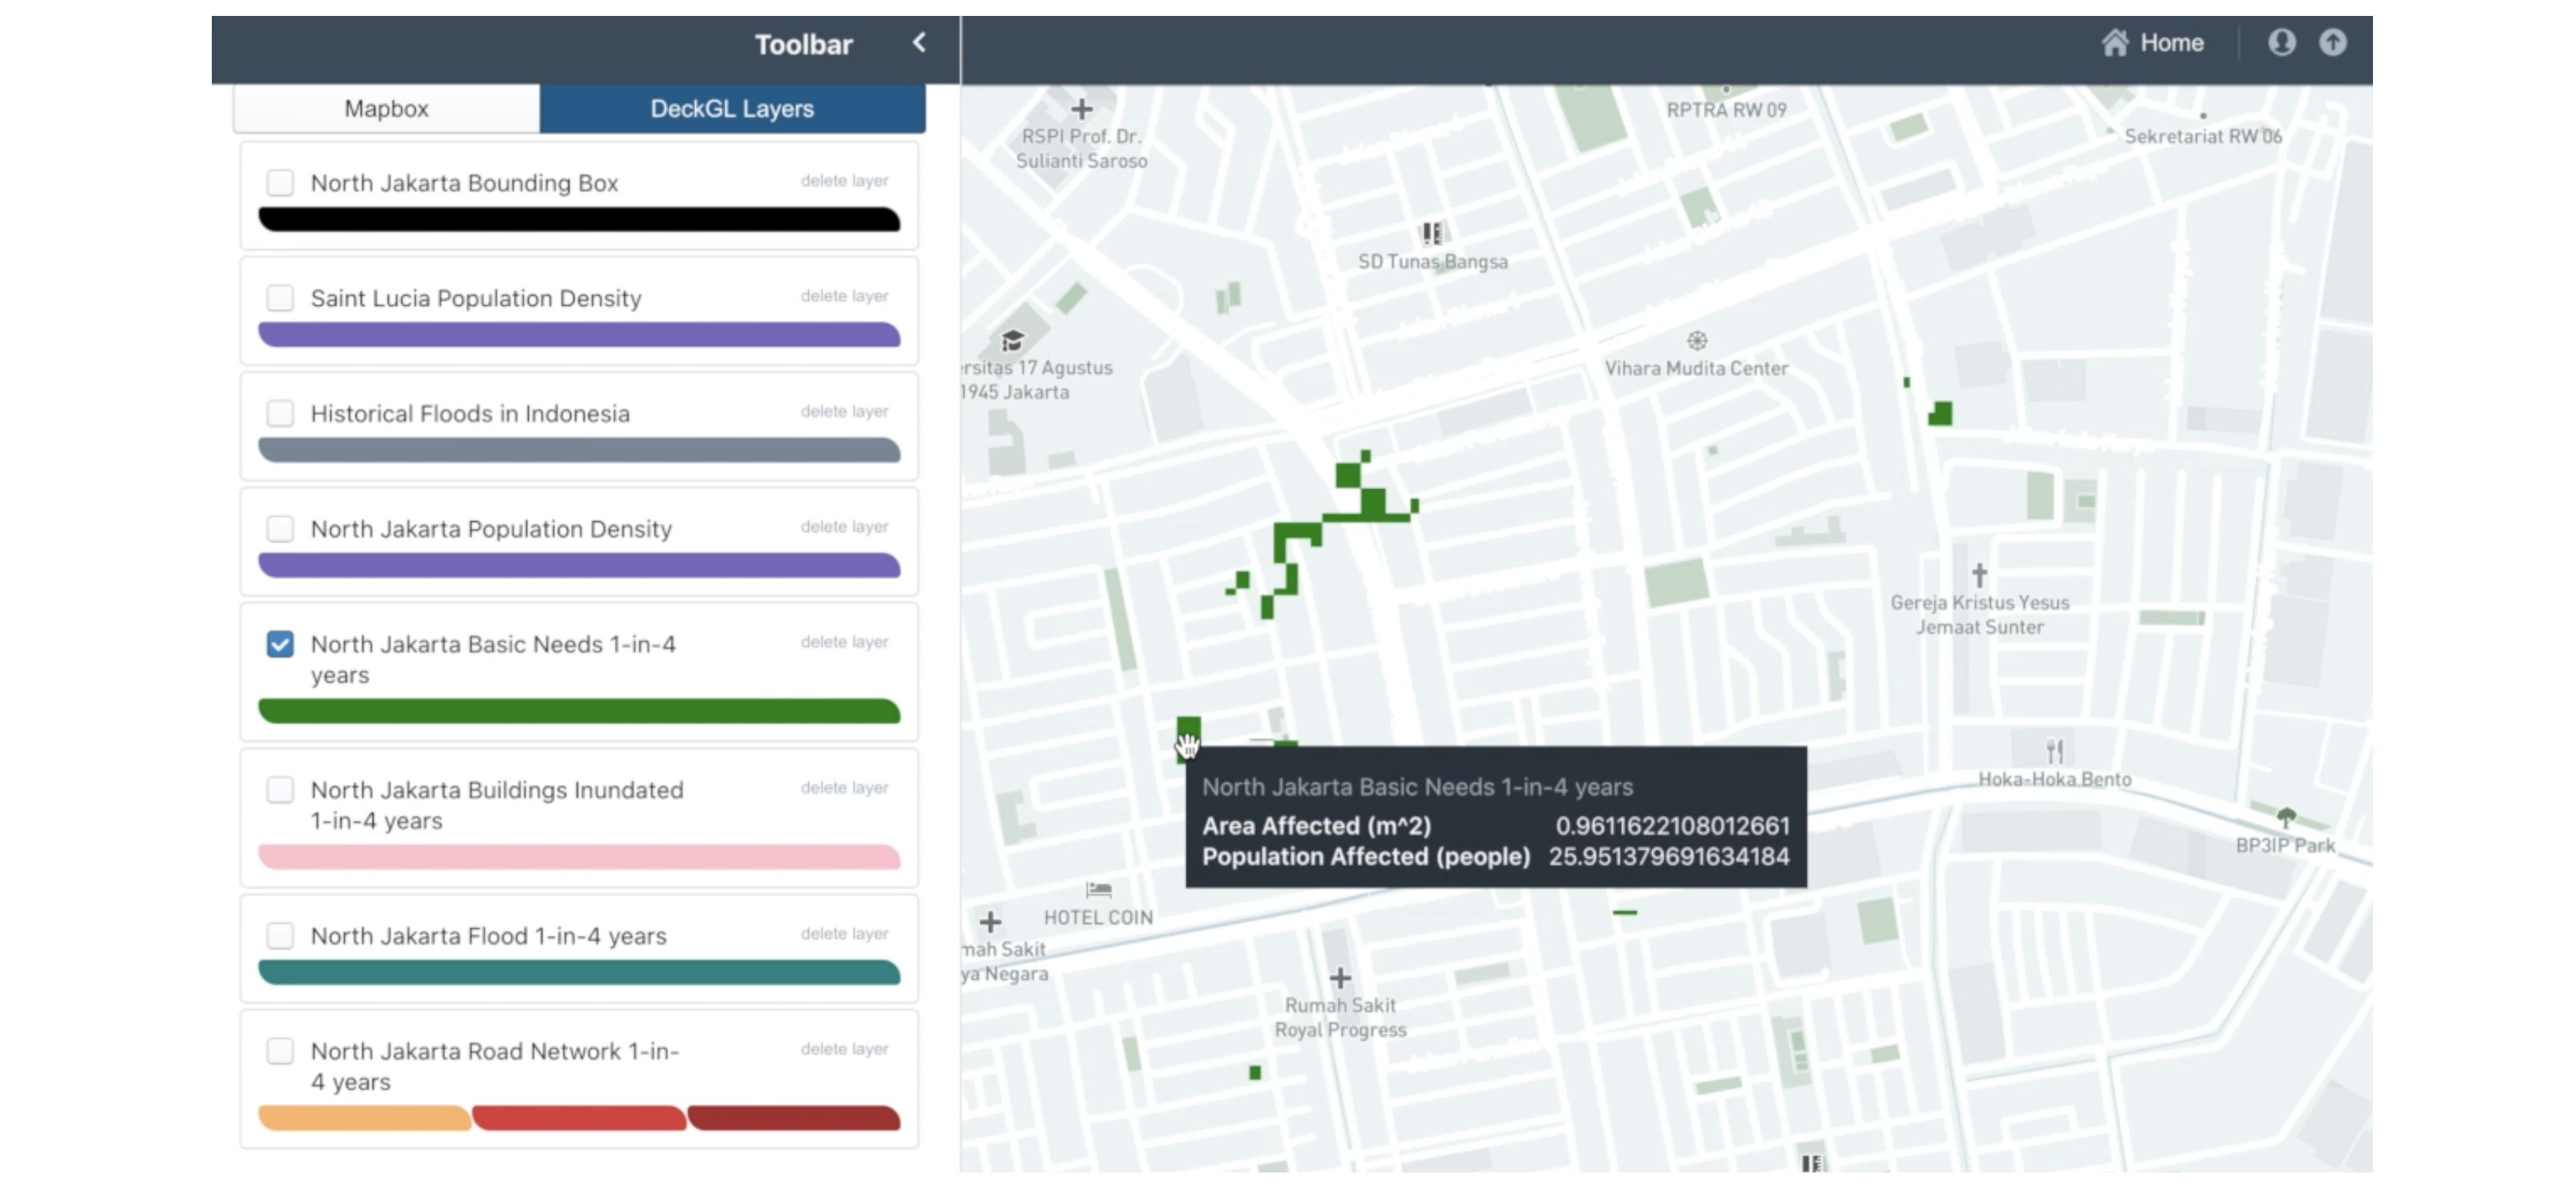 Toolbar
Home
Mapbox
DeckGL Layers
North Jakarta Bounding Box
delete layer
Saint Lucia Population Density
delete layer
Historical Floods in Indonesia
delete layer
North Jakarta Population Density
delete layer
North Jakarta Basic Needs 1-in-4
years
delete layer
North Jakarta Buildings Inundated
1-in-4 years
delete layer
North Jakarta Flood 1-in-4 years
delete layer
North Jakarta Road Network 1-in-
4 years
delete layer
RSPI Prof. Dr.
Sulianti Saroso
RPTRA RW 09
Sekretariat RW 06
SD Tunas Bangsa
rsitas 17 Agustus
1945 Jakarta
Vihara Mudita Center
Gereja Kristus Yesus
Jemaat Sunter
Hoka-Hoka Bento
BP3IP Park
North Jakarta Basic Needs 1-in-4 years
Area Affected (m^2) 0.9611622108012661
Population Affected (people) 25.951379691634184
HOTEL COIN
mah Sakit
ya Negara
Rumah Sakit
Royal Progress